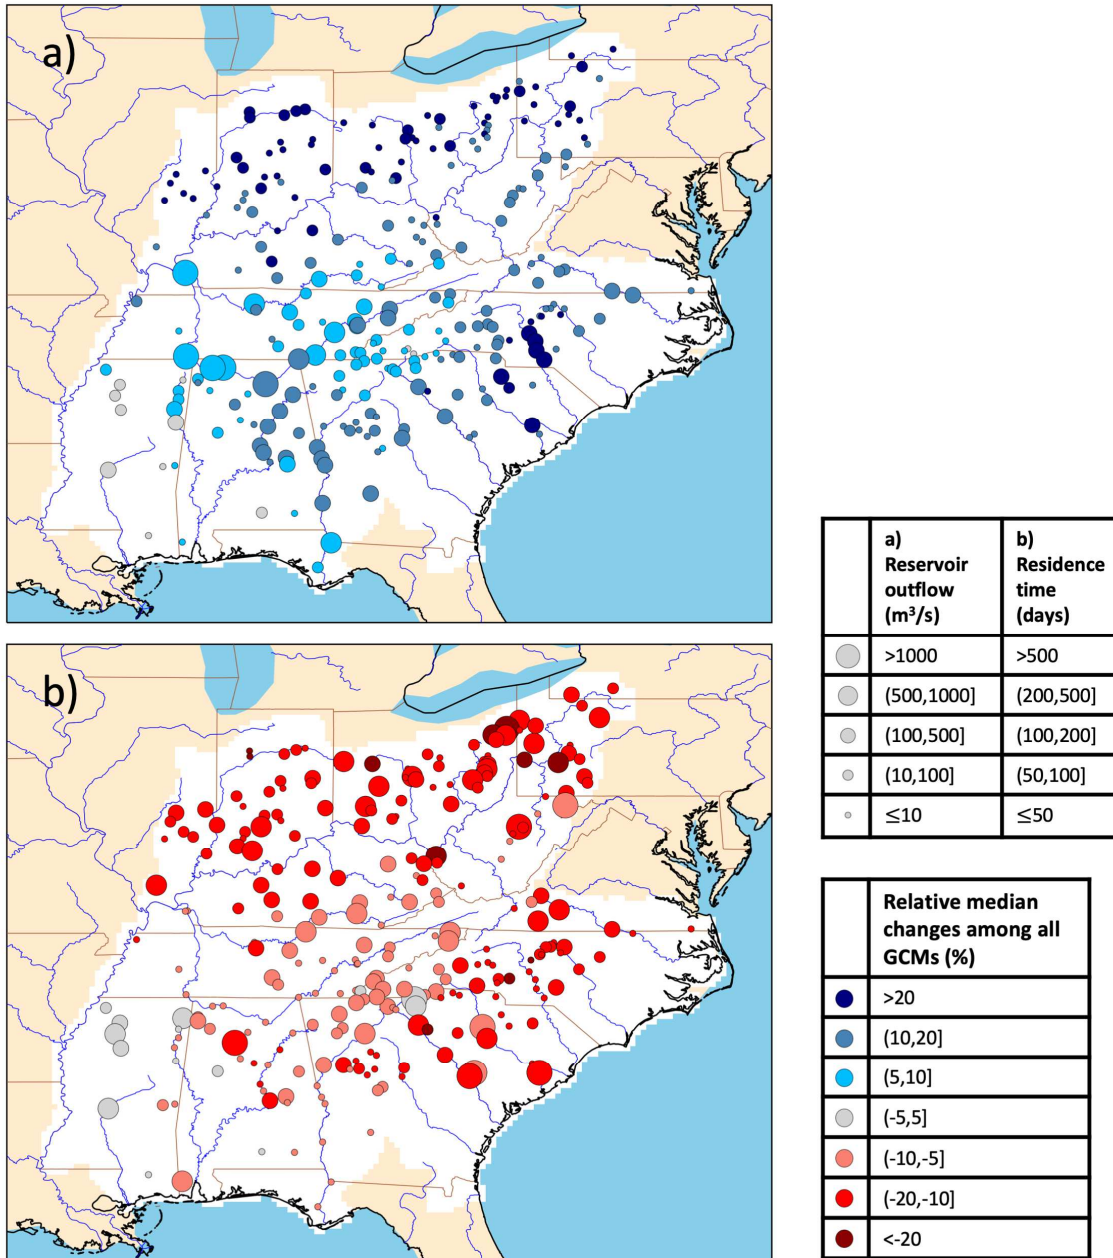 a)
b)
a)
Reservoir
outflow
(m³/s)
b)
Residence
time
(days)
>1000
>500
(500,1000]
(200,500]
(100,500]
(100,200]
(10,100]
(50,100]
≤10
≤50
Relative median
changes among all
GCMs (%)
>20
(10,20]
(5,10]
(-5,5]
(-10,-5]
(-20,-10]
<-20